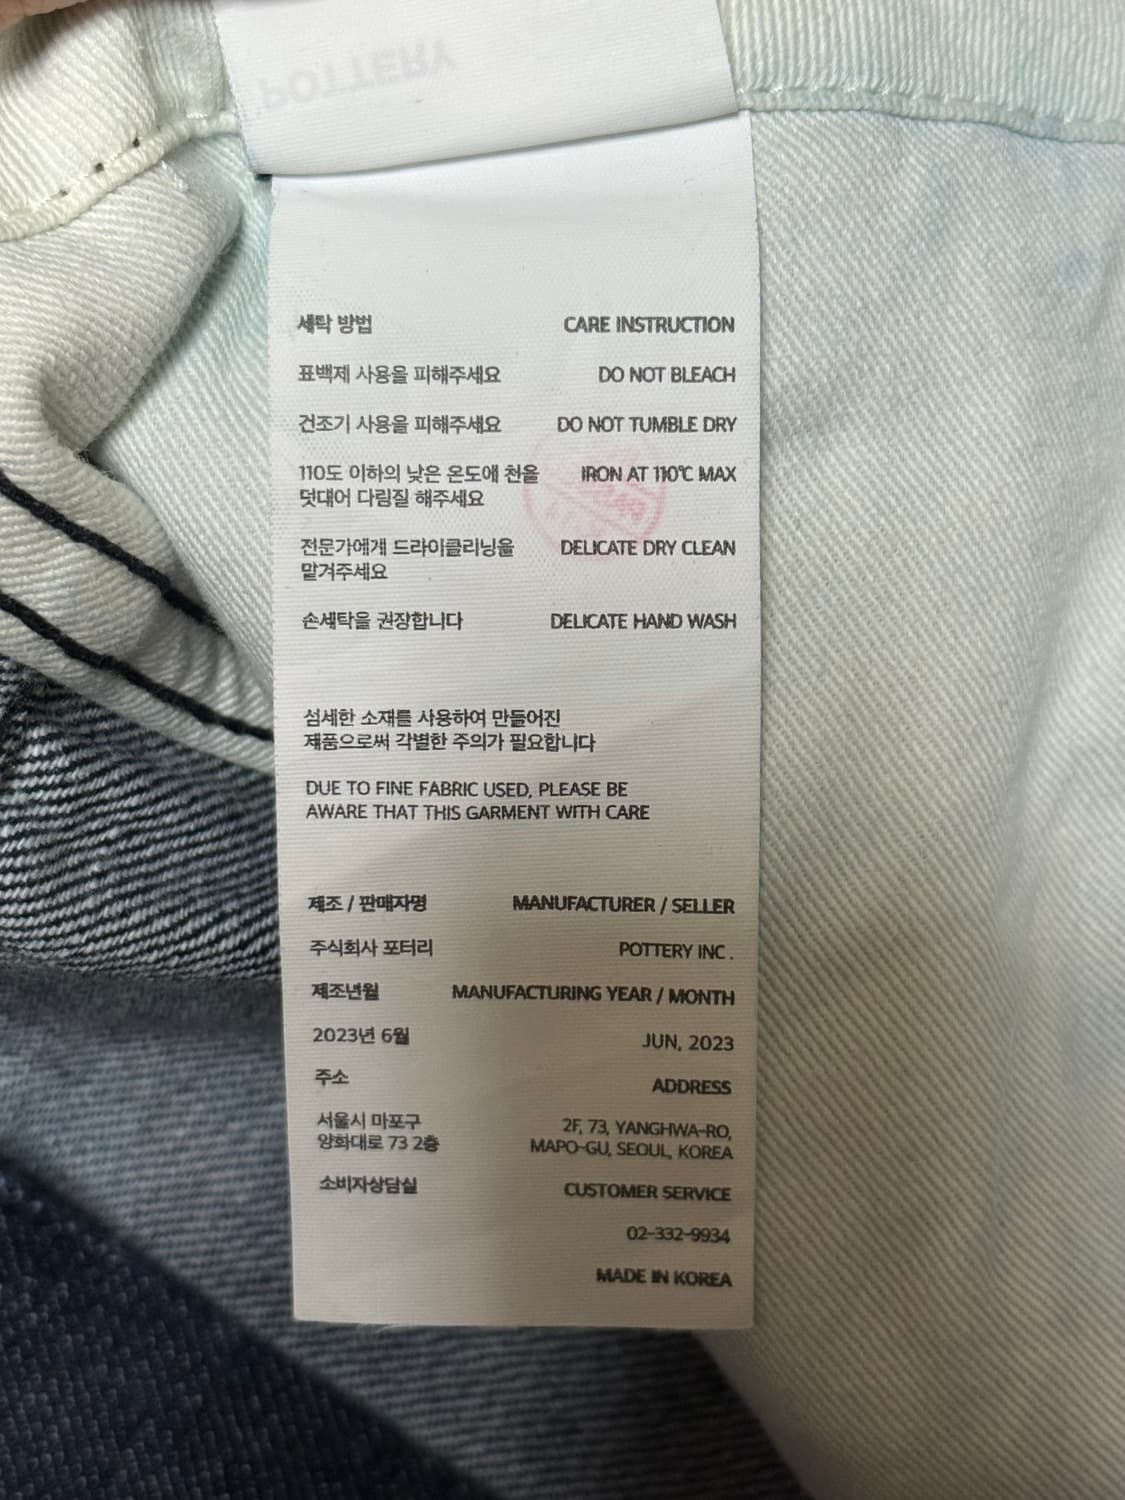 POTTERY
세탁 방법 CARE INSTRUCTION
표백제 사용을 피해주세요 DO NOT BLEACH
건조기 사용을 피해주세요 DO NOT TUMBLE DRY
110도 이하의 낮은 온도에 천을 IRON AT 110℃ MAX
덧대어 다림질 해주세요
전문가에게 드라이클리닝을 DELICATE DRY CLEAN
맡겨주세요
손세탁을 권장합니다 DELICATE HAND WASH
섬세한 소재를 사용하여 만들어진
제품으로써 각별한 주의가 필요합니다
DUE TO FINE FABRIC USED, PLEASE BE
AWARE THAT THIS GARMENT WITH CARE
제조 / 판매자명 MANUFACTURER / SELLER
주식회사 포터리 POTTERY INC .
제조년월 MANUFACTURING YEAR / MONTH
2023년 6월 JUN, 2023
주소 ADDRESS
서울시 마포구 2F, 73, YANGHWA-RO,
양화대로 73 2층 MAPO-GU, SEOUL, KOREA
소비자상담실 CUSTOMER SERVICE
02-332-9934
MADE IN KOREA